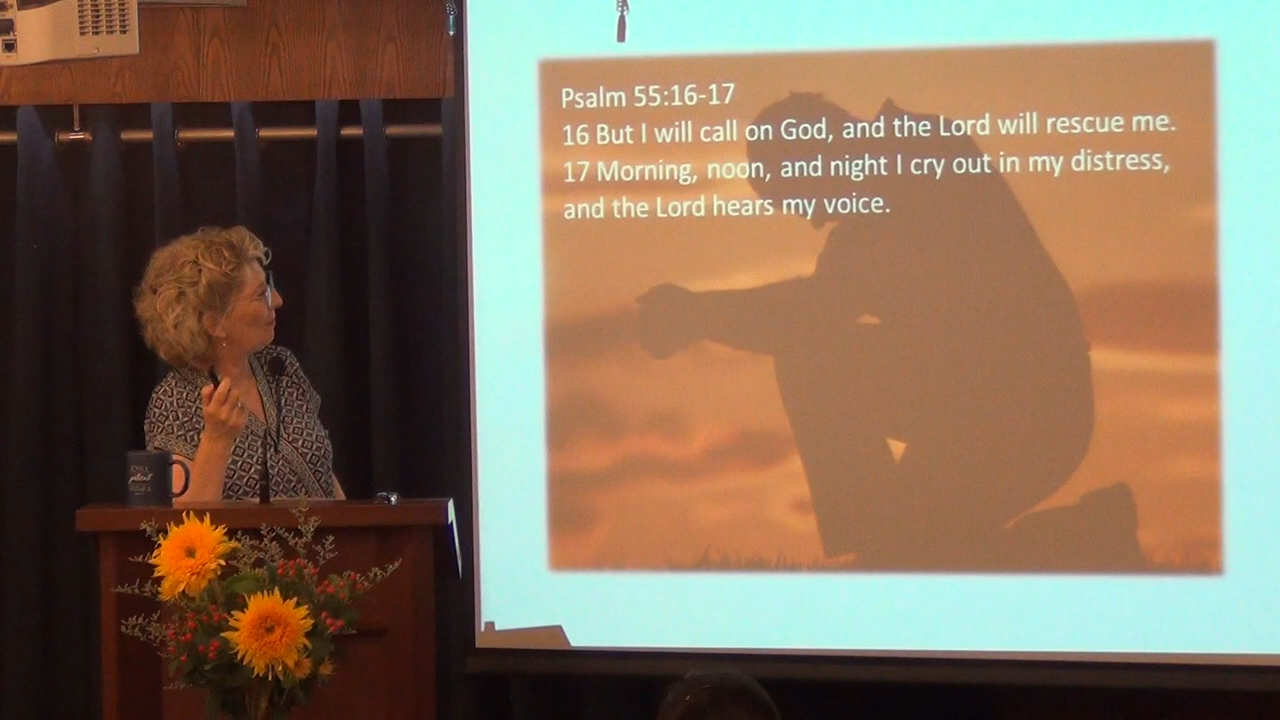 Psalm 55:16-17
16 But I will call on God, and the Lord will rescue me.
17 Morning, noon, and night I cry out in my distress,
and the Lord hears my voice.
patient